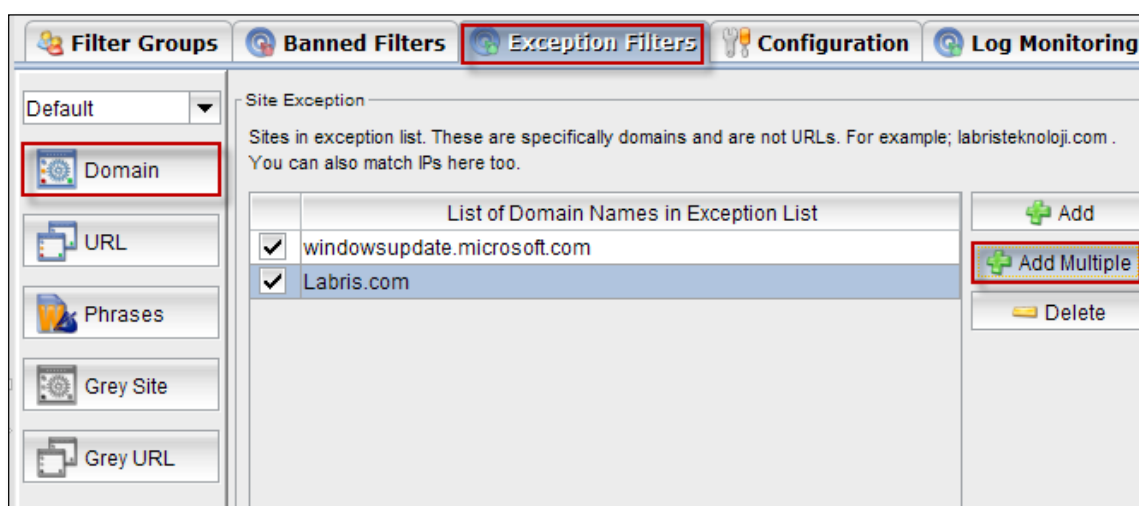 Filter Groups
Banned Filters
Exception Filters
Configuration
Log Monitoring
Default
Domain
URL
Phrases
Grey Site
Grey URL
Site Exception
Sites in exception list. These are specifically domains and are not URLs. For example; labristeknoloji.com .
You can also match IPs here too.
List of Domain Names in Exception List
windowsupdate.microsoft.com
Labris.com
Add
Add Multiple
Delete